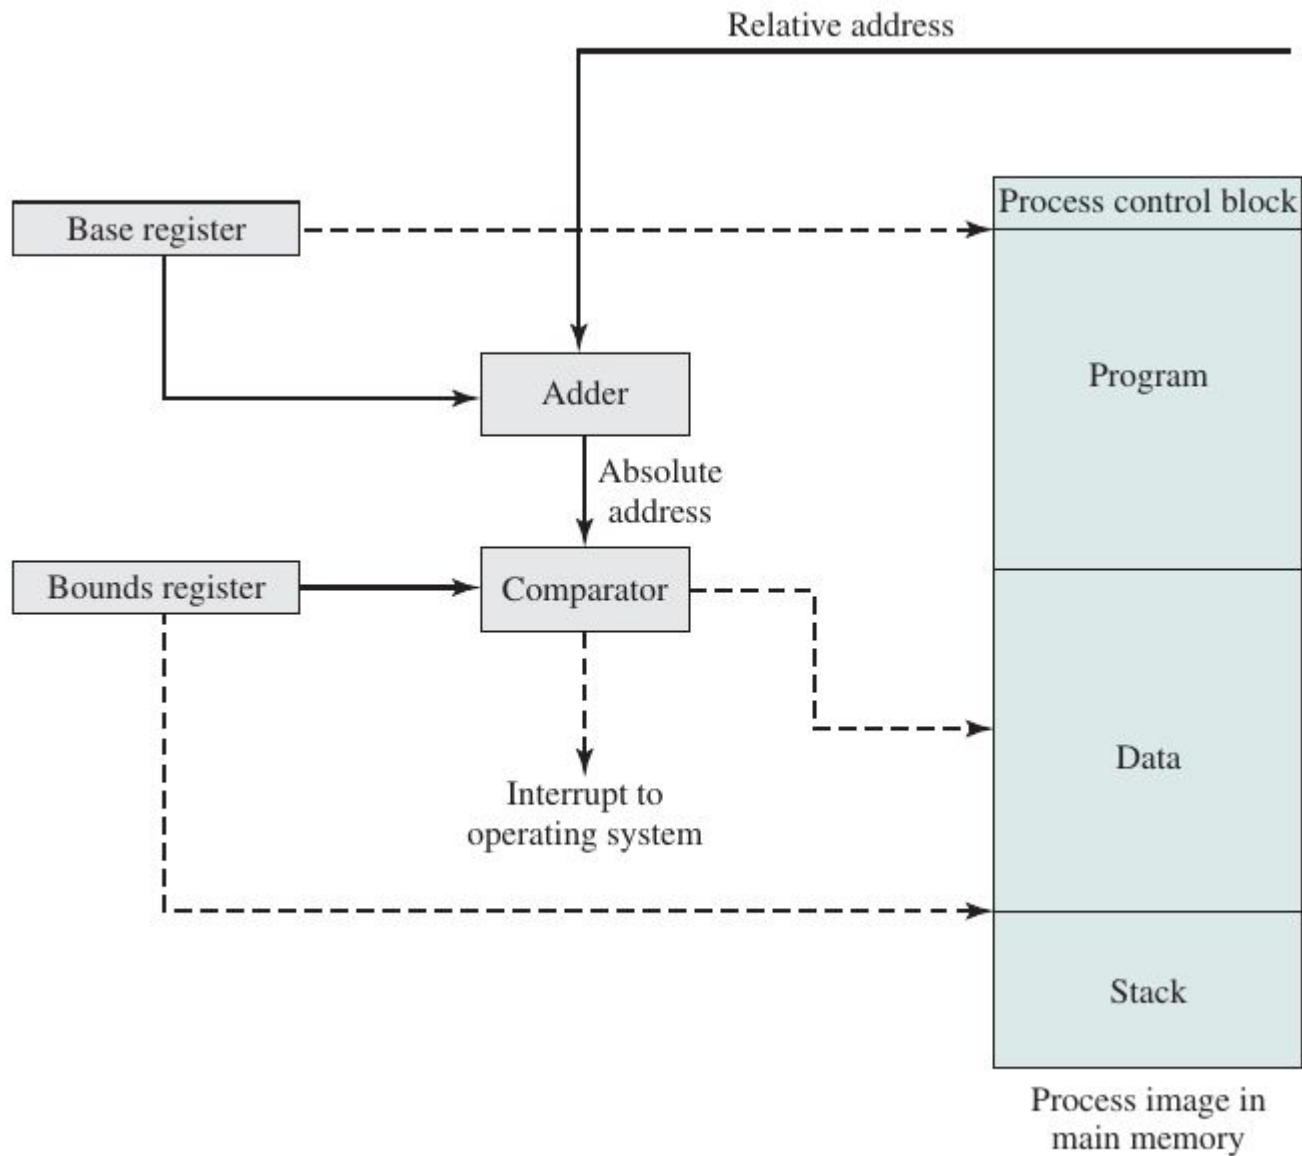 Relative address
Process control block
Base register
Program
Adder
Absolute
address
Bounds register
Comparator
Data
Interrupt to
operating system
Stack
Process image in
main memory